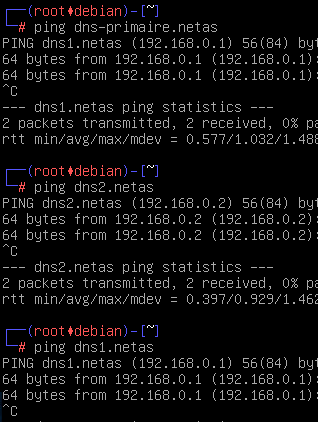 ┌──(root♦debian)-[~]
└─# ping dns-primaire.netas
PING dns1.netas (192.168.0.1) 56(84) byt
64 bytes from 192.168.0.1 (192.168.0.1):
64 bytes from 192.168.0.1 (192.168.0.1):
^C
--- dns1.netas ping statistics ---
2 packets transmitted, 2 received, 0% pa
rtt min/avg/max/mdev = 0.577/1.032/1.488
┌──(root♦debian)-[~]
└─# ping dns2.netas
PING dns2.netas (192.168.0.2) 56(84) byt
64 bytes from 192.168.0.2 (192.168.0.2):
64 bytes from 192.168.0.2 (192.168.0.2):
^C
--- dns2.netas ping statistics ---
2 packets transmitted, 2 received, 0% pa
rtt min/avg/max/mdev = 0.397/0.929/1.462
┌──(root♦debian)-[~]
└─# ping dns1.netas
PING dns1.netas (192.168.0.1) 56(84) byt
64 bytes from 192.168.0.1 (192.168.0.1):
64 bytes from 192.168.0.1 (192.168.0.1):
^C